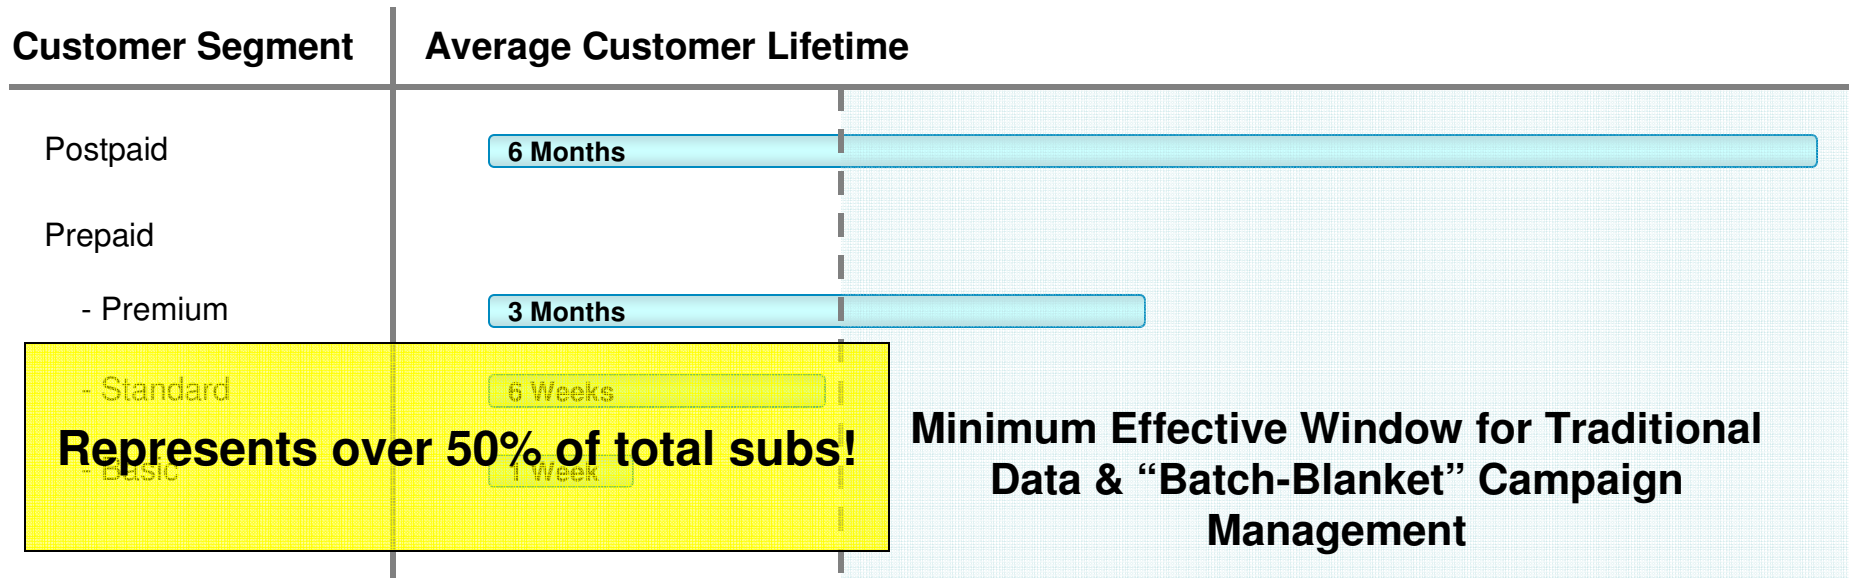 Customer Segment
Average Customer Lifetime
Postpaid
6 Months
Prepaid
- Premium
3 Months
- Standard
6 Weeks
Represents over 50% of total subs!
- Basic
1 Week
Minimum Effective Window for Traditional
Data & “Batch-Blanket” Campaign
Management